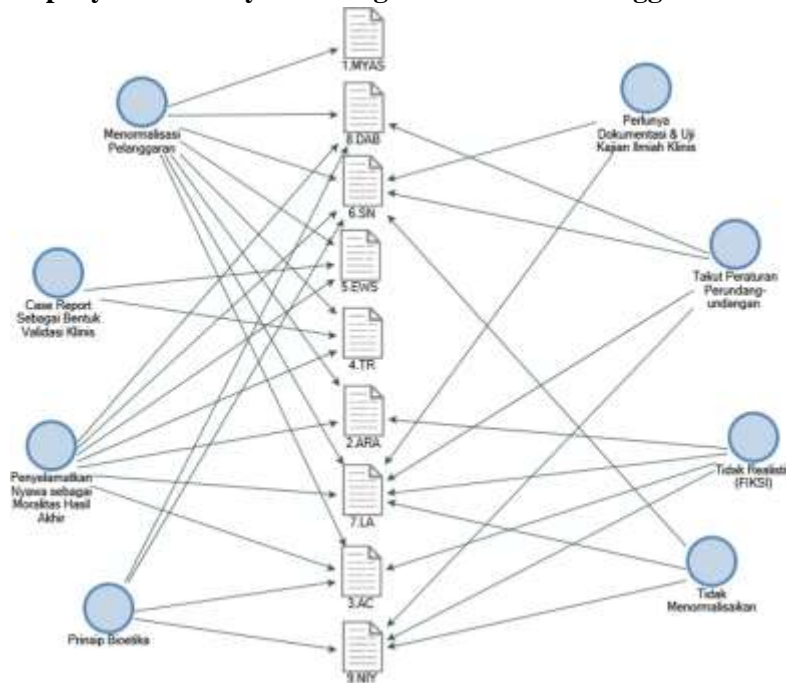 1.MYAS
Menormalisasi
Pelanggaran
8.DAB
Perlunya
Dokumentasi & Uji
Kajian Ilmiah Klinis
6.SN
5.EWS
Takut Peraturan
Perundang-
undangan
Case Report
Sebagai Bentuk
Validasi Klinis
4.TR
2.ARA
Penyelamatkan
Nyawa sebagai
Moralitas Hasil
Akhir
Tidak Realisti
(FIKSI)
7.LA
3.AC
Tidak
Menormalisaikan
Prinsip Bioetika
9.NIY